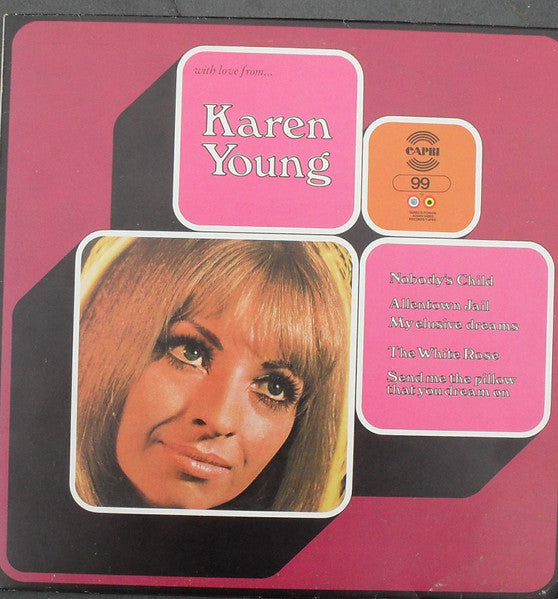 with love from...
Karen
Young
CAPRI
99
Nobody's Child
Allentown Jail
My elusive dreams
The White Rose
Send me the pillow
that you dream on